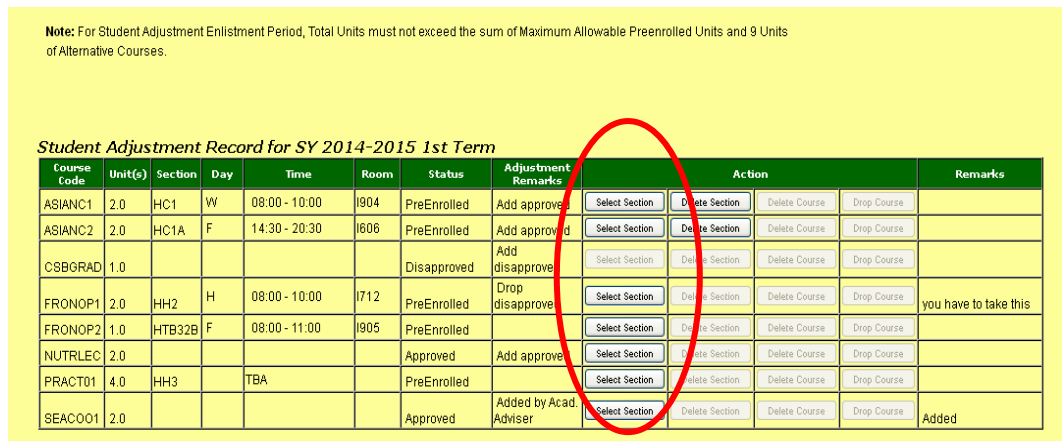 Note: For Student Adjustment Enlistment Period, Total Units must not exceed the sum of Maximum Allowable Preenrolled Units and 9 Units
of Alternative Courses.
Student Adjustment Record for SY 2014-2015 1st Term
Course Code Unit(s) Section Day Time Room Status Adjustment Remarks Action Remarks
ASIANC1 2.0 HC1 W 08:00 - 10:00 I904 PreEnrolled Add approved Select Section Delete Section Delete Course Drop Course
ASIANC2 2.0 HC1A F 14:30 - 20:30 I606 PreEnrolled Add approved Select Section Delete Section Delete Course Drop Course
CSBGRAD 1.0 Disapproved Add disapprove Select Section Delete Section Delete Course Drop Course
FRONOP1 2.0 HH2 H 08:00 - 10:00 I712 PreEnrolled Drop disapprove Select Section Delete Section Delete Course Drop Course you have to take this
FRONOP2 1.0 HTB32B F 08:00 - 11:00 I905 PreEnrolled Select Section Delete Section Delete Course Drop Course
NUTRLEC 2.0 Approved Add approved Select Section Delete Section Delete Course Drop Course
PRACT01 4.0 HH3 TBA PreEnrolled Select Section Delete Section Delete Course Drop Course
SEACOO1 2.0 Approved Added by Acad. Adviser Select Section Delete Section Delete Course Drop Course Added